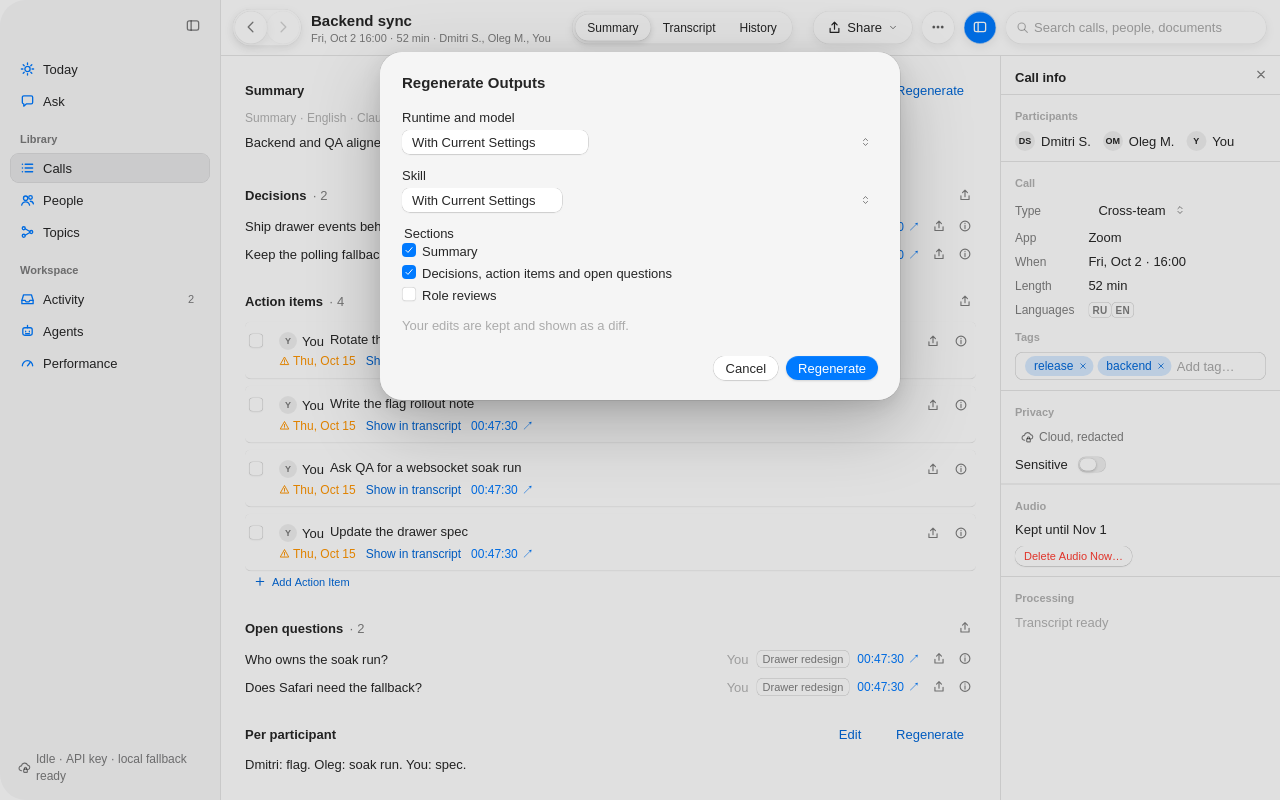 Backend sync
Fri, Oct 2 16:00 · 52 min · Dmitri S., Oleg M., You
Summary
Transcript
History
Share
Search calls, people, documents
Today
Ask
Library
Calls
People
Topics
Workspace
Activity 2
Agents
Performance
Idle · API key · local fallback
ready
Summary
Regenerate
Summary · English ·
Backend and QA
Decisions · 2
Ship drawer events
Keep the polling
Action items · 4
Y You Rotate
Thu, Oct 15
Y You Write the flag rollout note
Thu, Oct 15 Show in transcript 00:47:30
Y You Ask QA for a websocket soak run
Thu, Oct 15 Show in transcript 00:47:30
Y You Update the drawer spec
Thu, Oct 15 Show in transcript 00:47:30
Add Action Item
Open questions · 2
Who owns the soak run? You Drawer redesign 00:47:30
Does Safari need the fallback? You Drawer redesign 00:47:30
Per participant Edit Regenerate
Dmitri: flag. Oleg: soak run. You: spec.
Regenerate Outputs
Runtime and model
With Current Settings
Skill
With Current Settings
Sections
Summary
Decisions, action items and open questions
Role reviews
Your edits are kept and shown as a diff.
Cancel
Regenerate
Call info
Participants
DS Dmitri S. OM Oleg M. Y You
Call
Type Cross-team
App Zoom
When Fri, Oct 2 · 16:00
Length 52 min
Languages RU EN
Tags
release × backend × Add tag…
Privacy
Cloud, redacted
Sensitive
Audio
Kept until Nov 1
Delete Audio Now…
Processing
Transcript ready